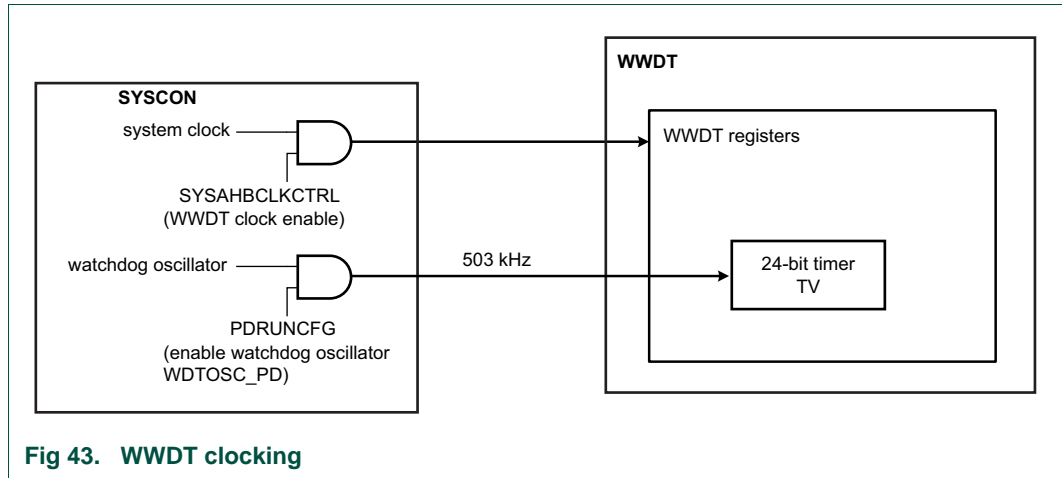 SYSCON
system clock
SYSAHBCLKCTRL
(WWDT clock enable)
watchdog oscillator
PDRUNCFG
(enable watchdog oscillator
WDTOSC_PD)
503 kHz
WWDT
WWDT registers
24-bit timer
TV
Fig 43. WWDT clocking